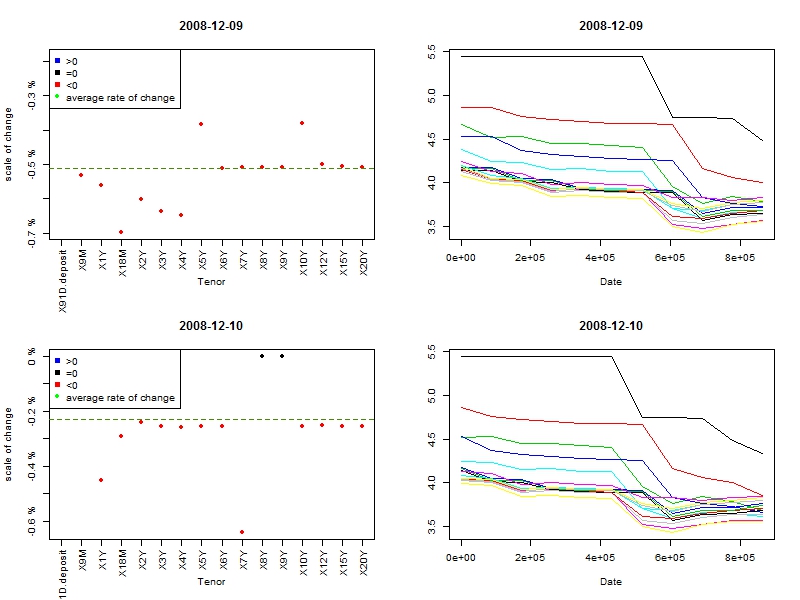 2008-12-09
scale of change
-0.3 %
-0.5 %
-0.7 %
>0
=0
<0
average rate of change
X91D.deposit
X9M
X1Y
X18M
X2Y
X3Y
X4Y
X5Y
X6Y
X7Y
X8Y
X9Y
X10Y
X12Y
X15Y
X20Y
Tenor
2008-12-09
5.5
5.0
4.5
4.0
3.5
0e+00
2e+05
4e+05
6e+05
8e+05
Date
2008-12-10
scale of change
0 %
-0.2 %
-0.4 %
-0.6 %
>0
=0
<0
average rate of change
1D.deposit
X9M
X1Y
X18M
X2Y
X3Y
X4Y
X5Y
X6Y
X7Y
X8Y
X9Y
X10Y
X12Y
X15Y
X20Y
Tenor
2008-12-10
5.5
5.0
4.5
4.0
3.5
0e+00
2e+05
4e+05
6e+05
8e+05
Date